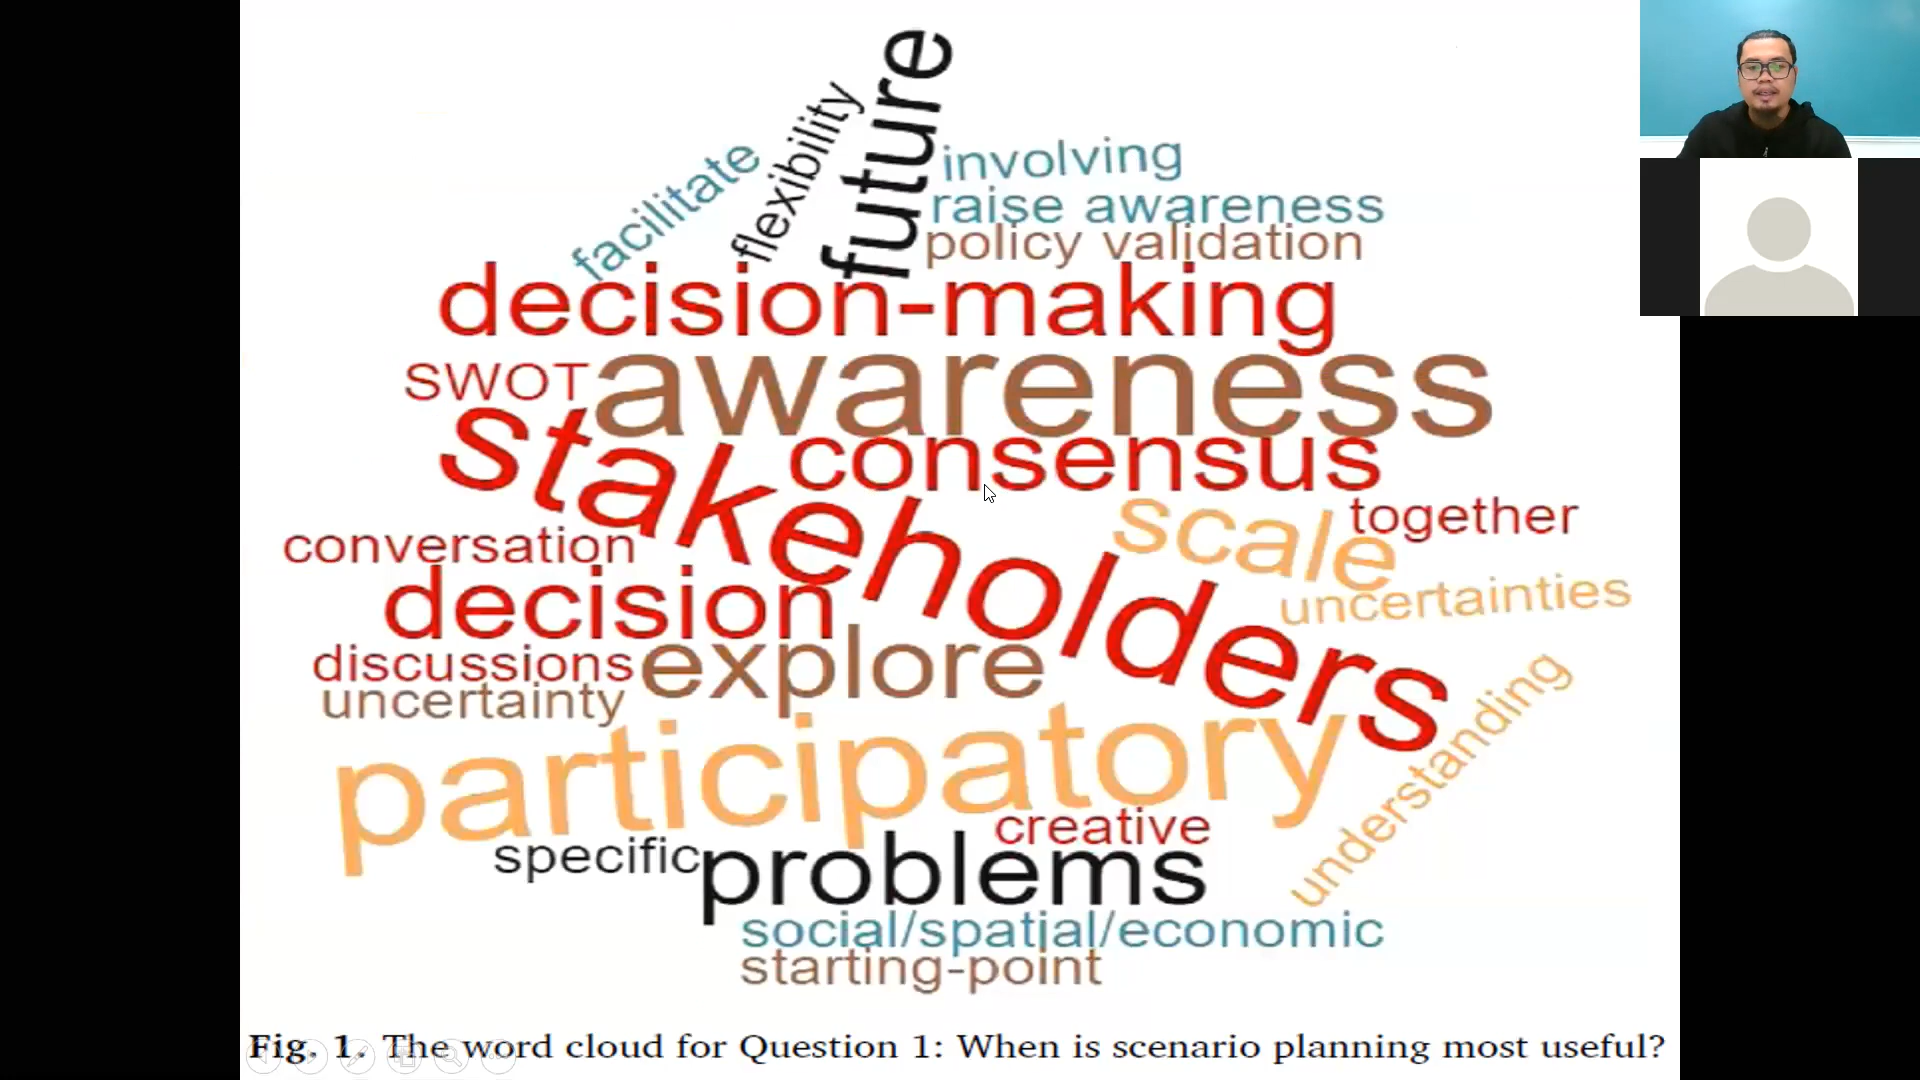 future
flexibility
facilitate
involving
raise awareness
policy validation
decision-making
SWOT
awareness
stakeholders
consensus
scale
together
conversation
decision
uncertainties
discussions
explore
uncertainty
participatory
understanding
creative
specific
problems
social/spatial/economic
starting-point
Fig. 1. The word cloud for Question 1: When is scenario planning most useful?